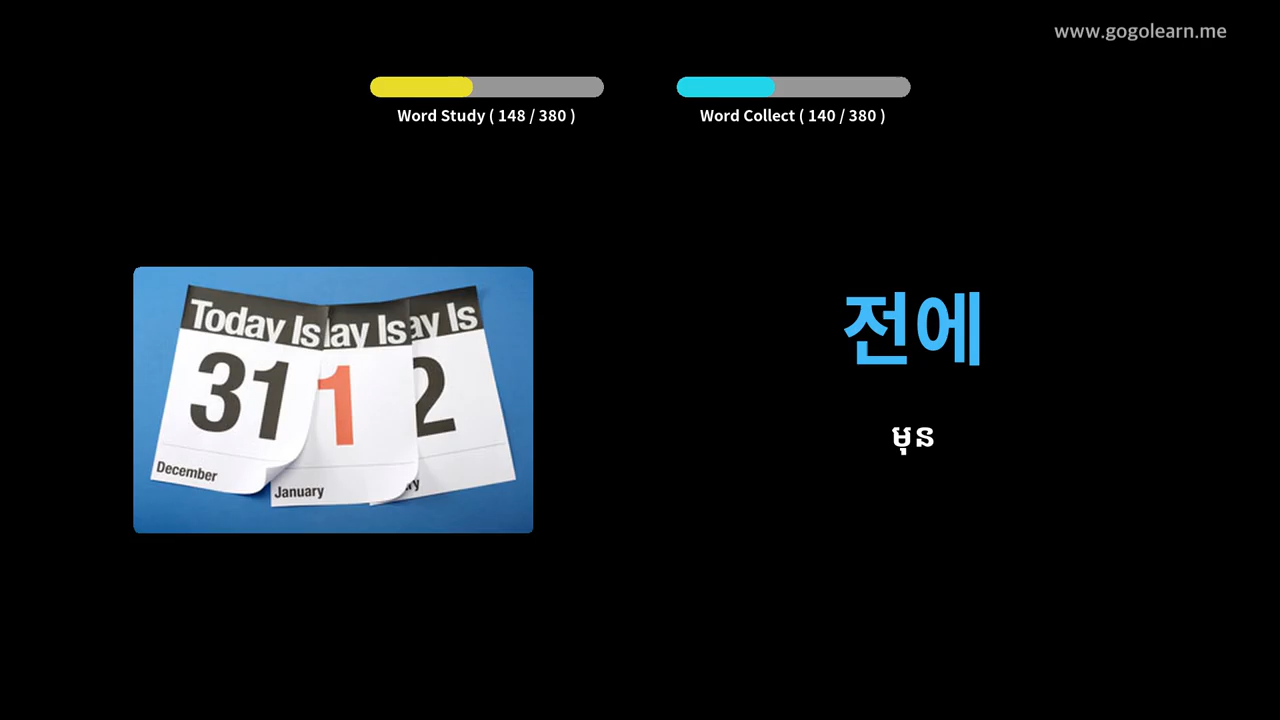 www.gogolearn.me
Word Study ( 148 / 380 )
Word Collect ( 140 / 380 )
Today Is
31
December
ay Is
1
January
ay Is
2
ry
전에
មុន